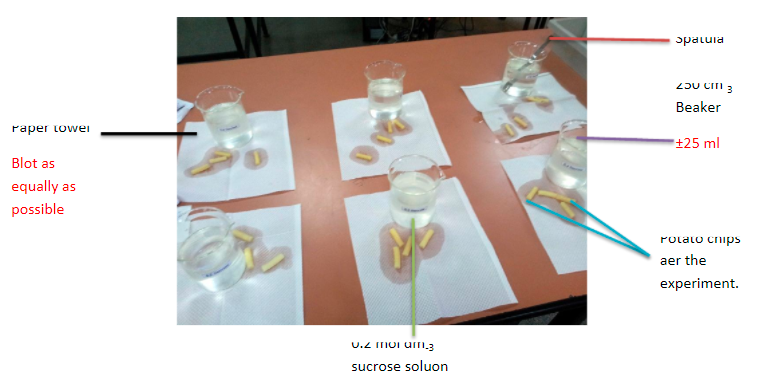 Spatula
250 cm 3
Beaker
±25 ml
Paper towel
Blot as
equally as
possible
Potato chips
aer the
experiment.
0.2 mol dm-3
sucrose soluon